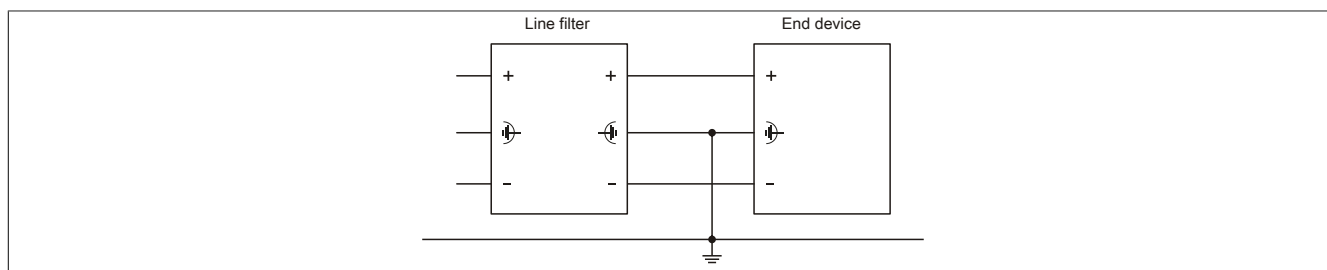 Line filter End device
+ + +
- - -